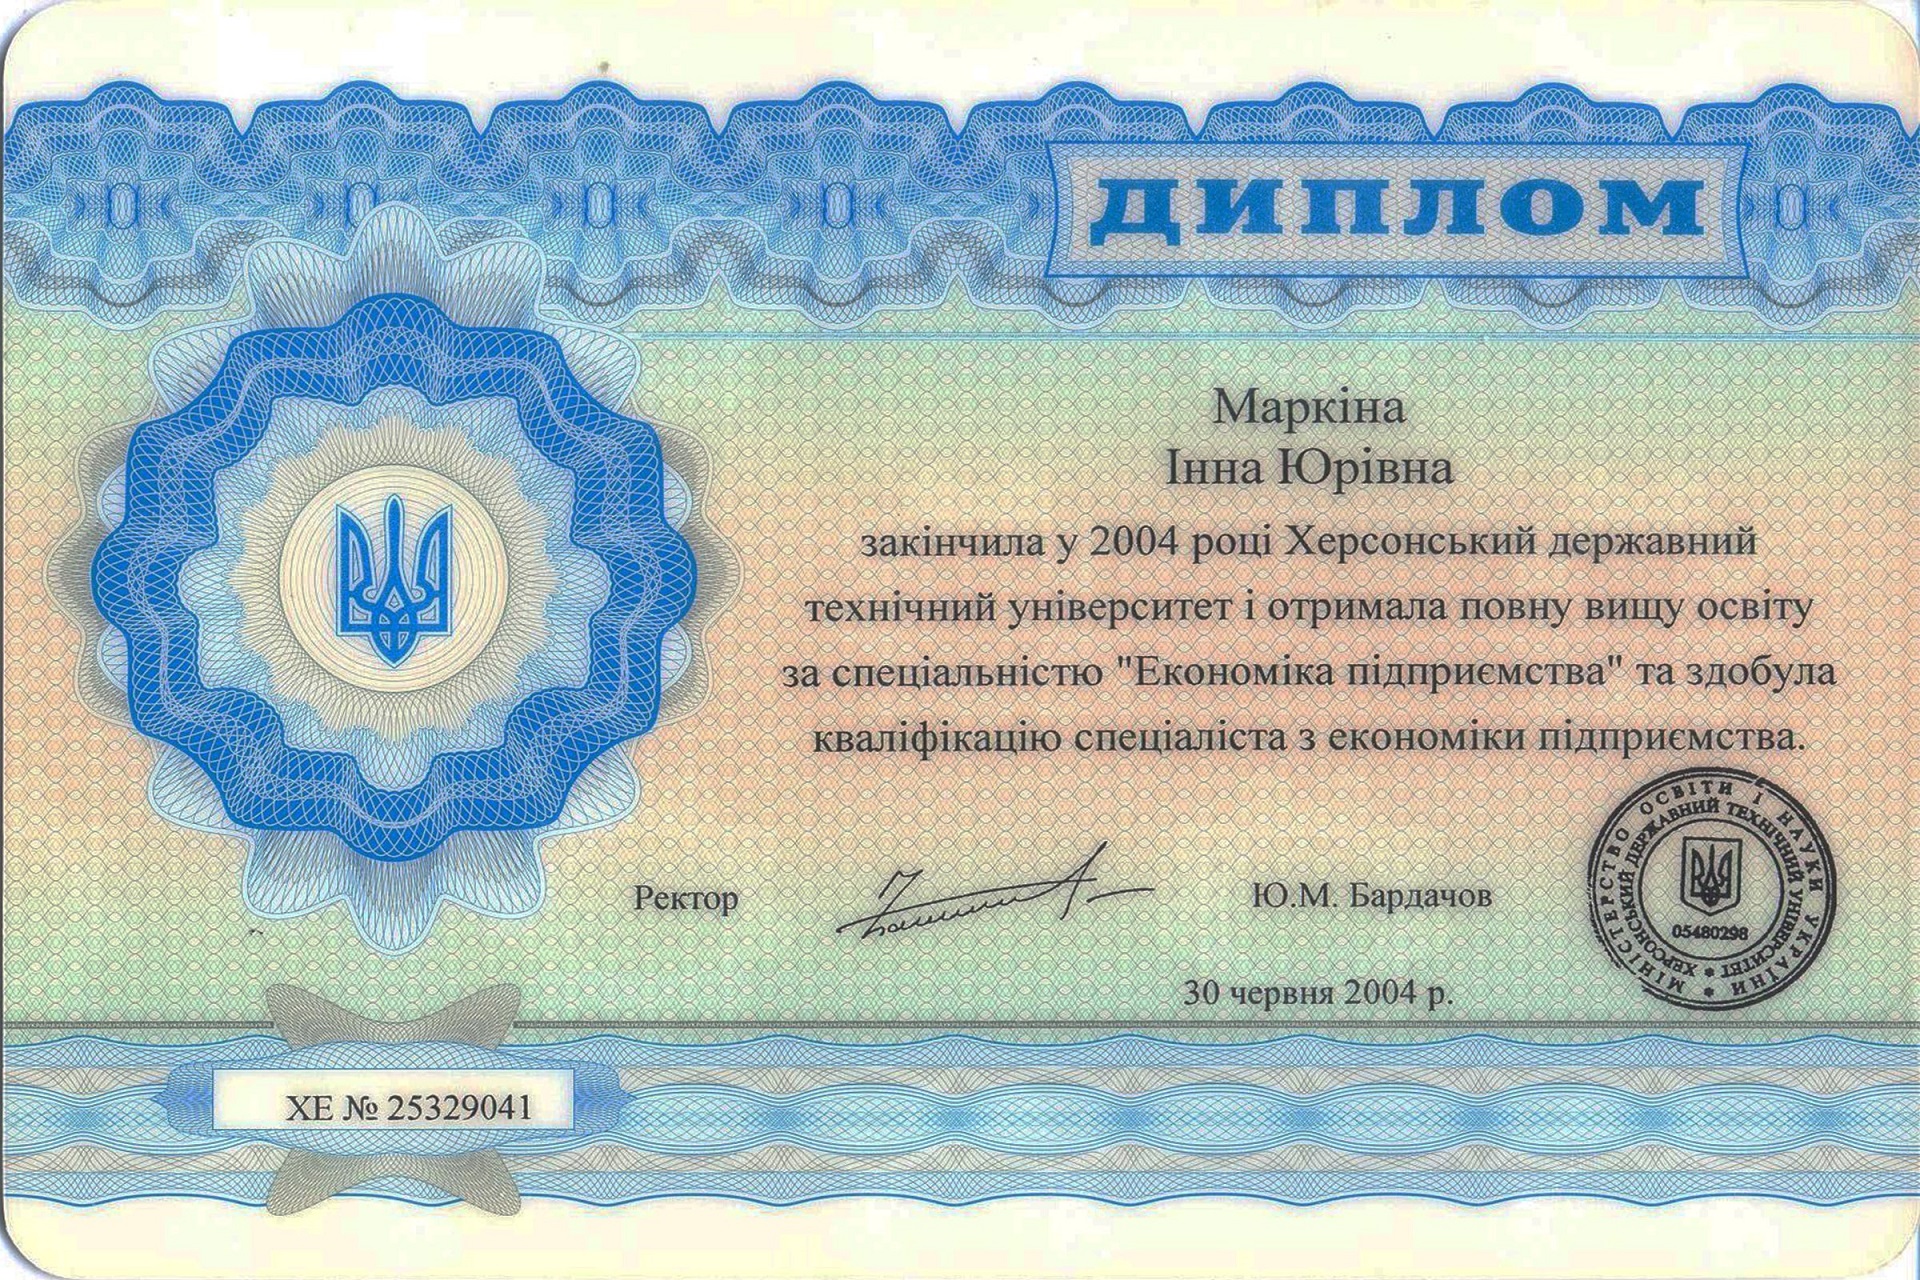 ДИПЛОМ
Маркіна
Інна Юрівна
закінчила у 2004 році Херсонський державний
технічний університет і отримала повну вищу освіту
за спеціальністю "Економіка підприємства" та здобула
кваліфікацію спеціаліста з економіки підприємства.
Ректор
Ю.М. Бардачов
МІНІСТЕРСТВО ОСВІТИ І НАУКИ УКРАЇНИ
ХЕРСОНСЬКИЙ ДЕРЖАВНИЙ ТЕХНІЧНИЙ УНІВЕРСИТЕТ
05480298
30 червня 2004 р.
ХЕ № 25329041